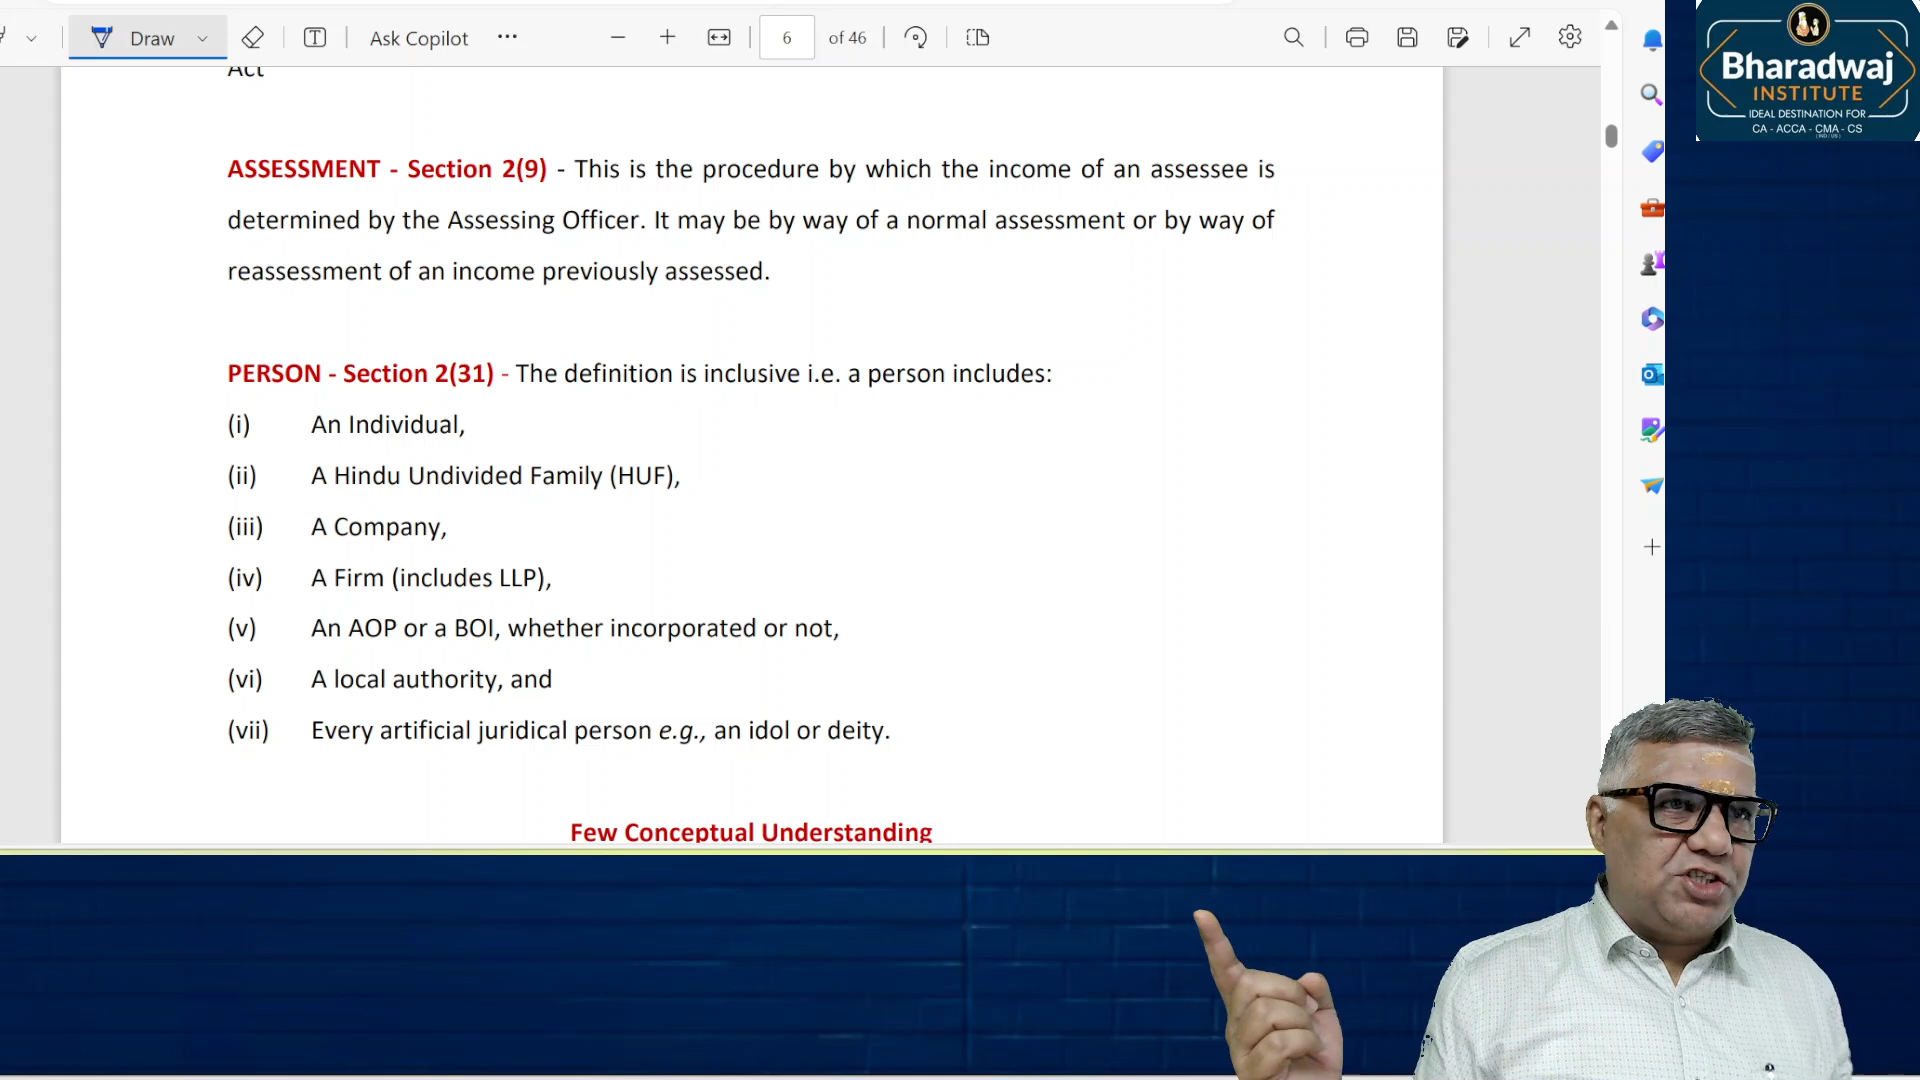 Draw
Ask Copilot
6 of 46
Act
ASSESSMENT - Section 2(9) - This is the procedure by which the income of an assessee is
determined by the Assessing Officer. It may be by way of a normal assessment or by way of
reassessment of an income previously assessed.
PERSON - Section 2(31) - The definition is inclusive i.e. a person includes:
(i) An Individual,
(ii) A Hindu Undivided Family (HUF),
(iii) A Company,
(iv) A Firm (includes LLP),
(v) An AOP or a BOI, whether incorporated or not,
(vi) A local authority, and
(vii) Every artificial juridical person e.g., an idol or deity.
Few Conceptual Understanding
Bharadwaj
INSTITUTE
IDEAL DESTINATION FOR
CA - ACCA - CMA - CS